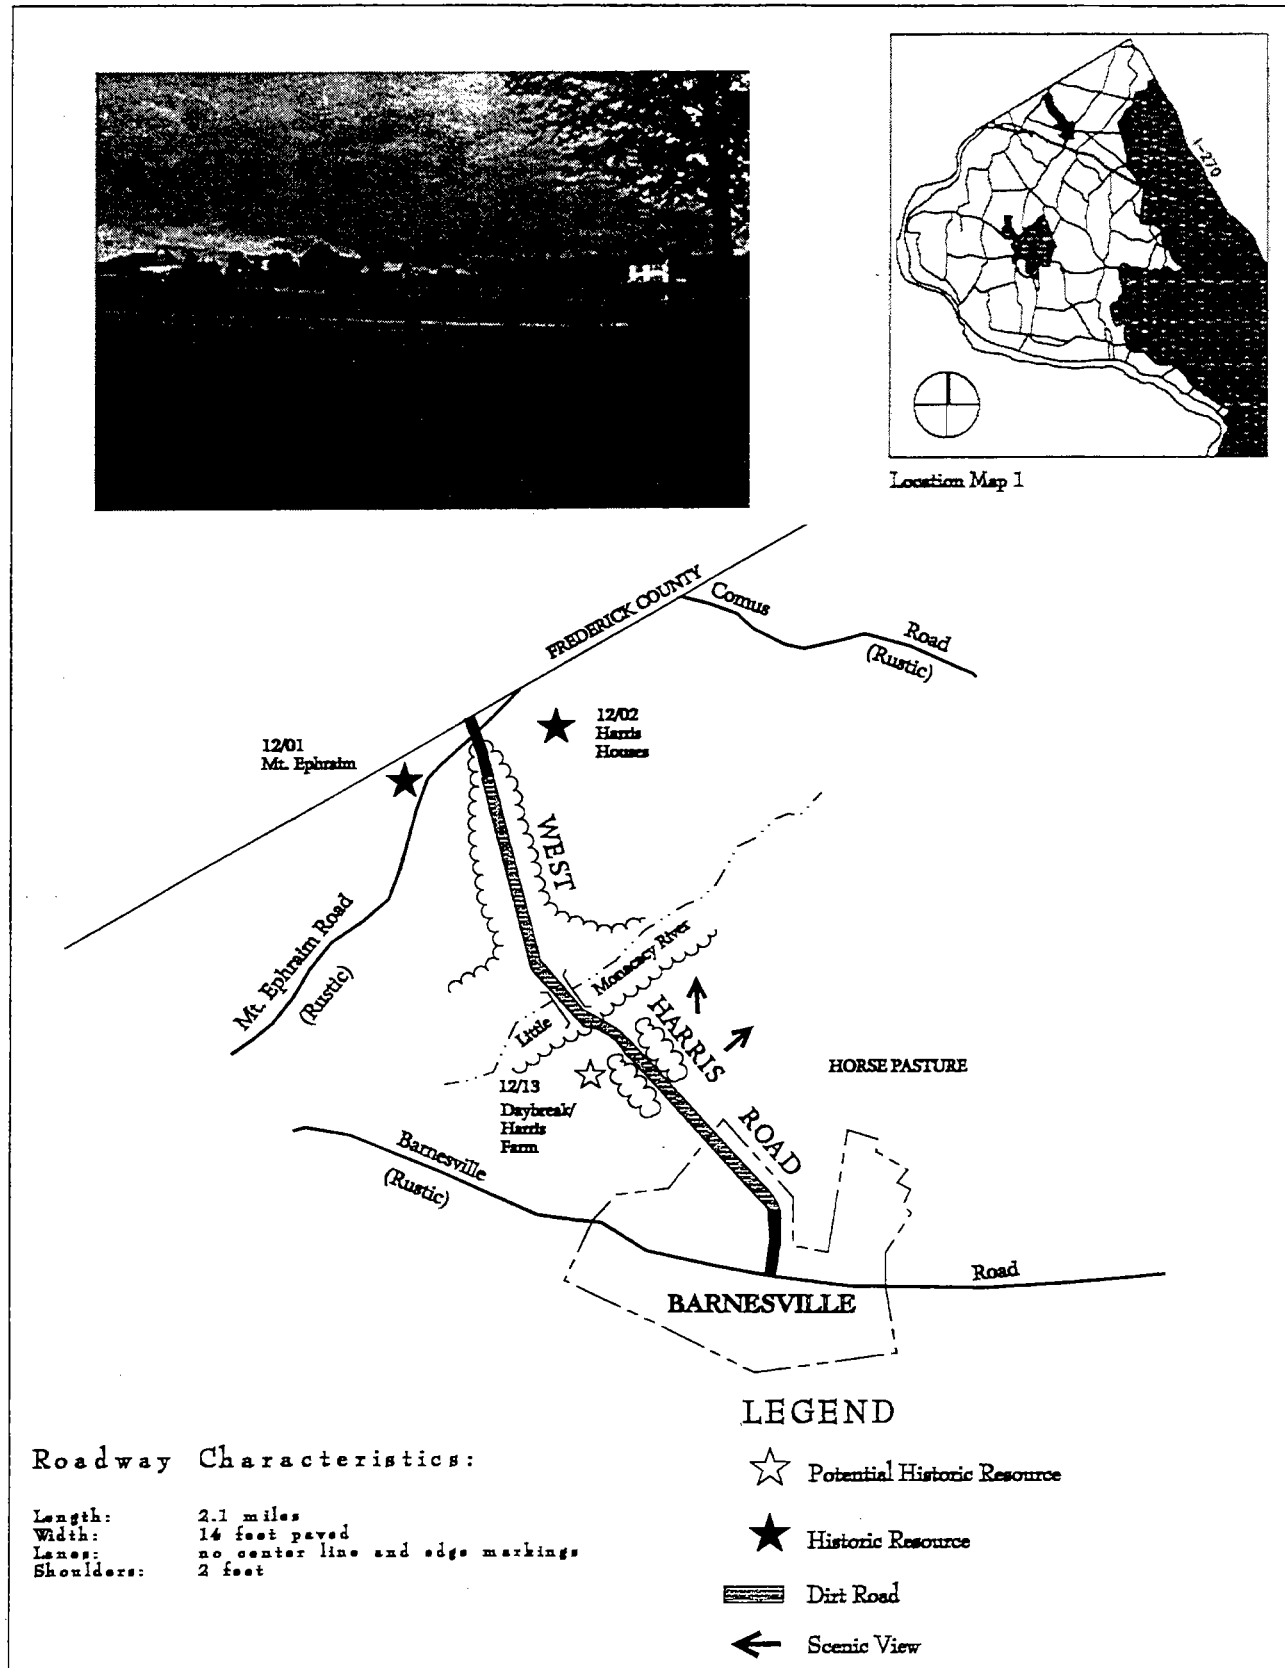 I-270
Location Map 1
FREDERICK COUNTY
Comus
Road
(Rustic)
12/02
Harris
Houses
12/01
Mt. Ephraim
WEST
Mt. Ephraim Road
(Rustic)
Monacacy River
Little
HARRIS
HORSE PASTURE
12/13
Daybreak/
Harris
Farm
ROAD
Barnesville
(Rustic)
Road
BARNESVILLE
LEGEND
Potential Historic Resource
Historic Resource
Dirt Road
Scenic View
Roadway Characteristics:
Length: 2.1 miles
Width: 14 feet paved
Lanes: no center line and edge markings
Shoulders: 2 feet